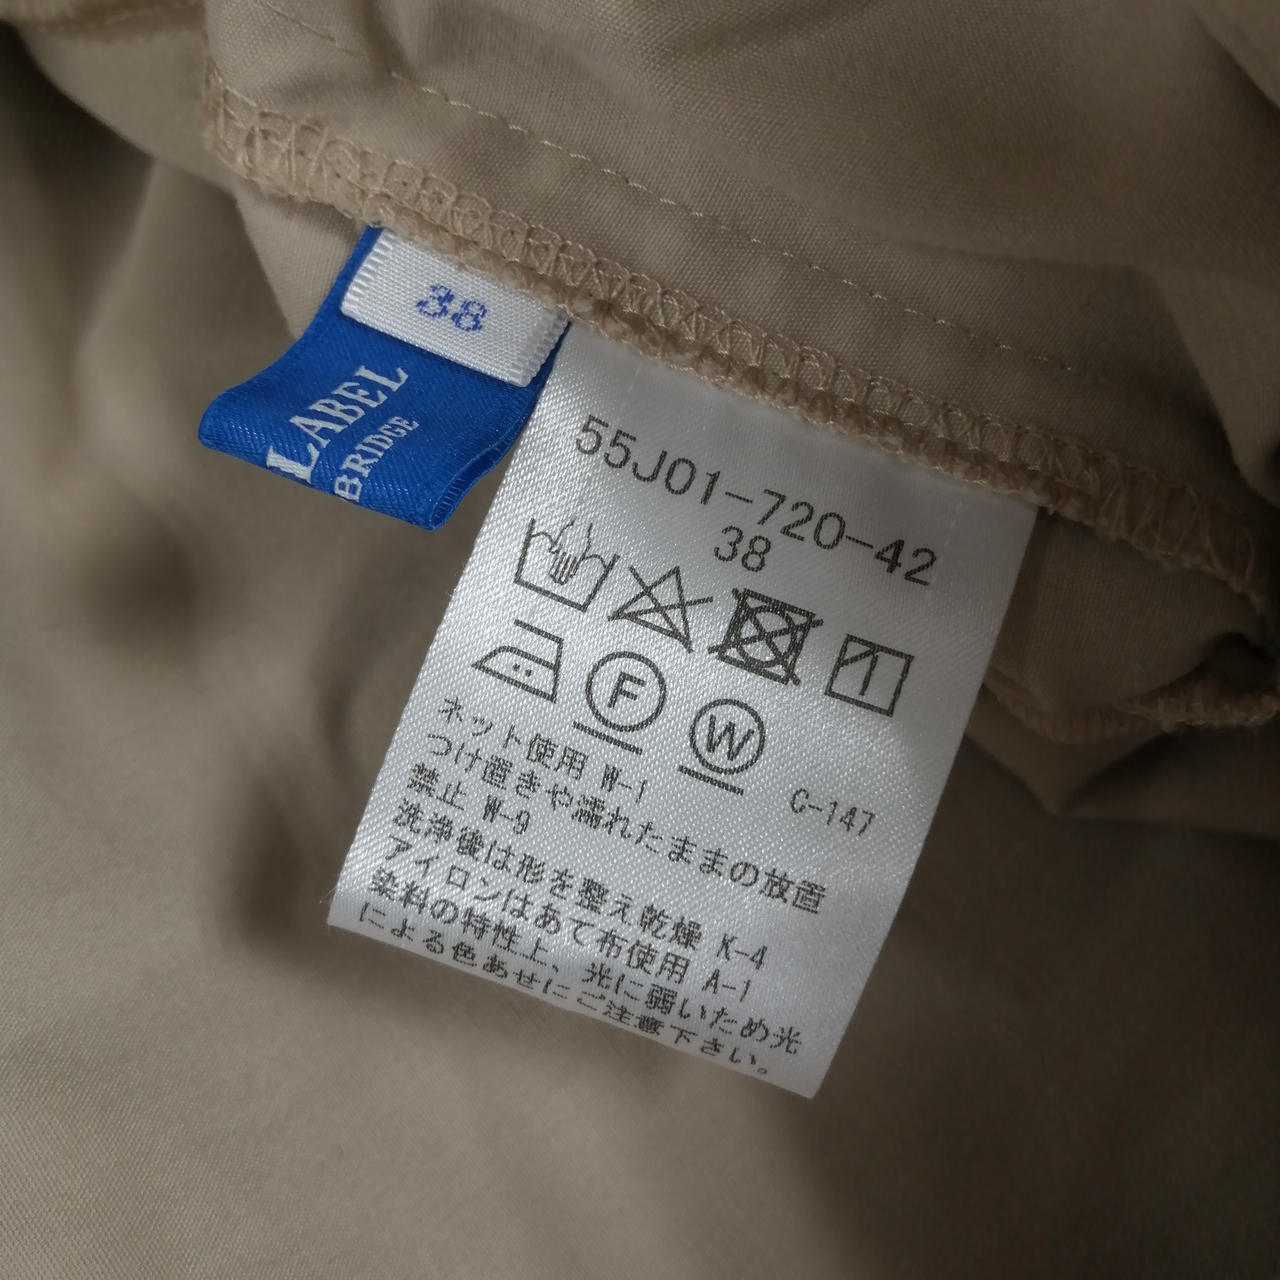 38
LABEL
BRIDGE
55J01-720-42
38
F
W
ネット使用 W-1
つけ置きや濡れたままの放置
禁止 W-9
C-147
洗浄後は形を整え乾燥 K-4
アイロンはあて布使用 A-1
染料の特性上、光に弱いため光
による色あせにご注意下さい。